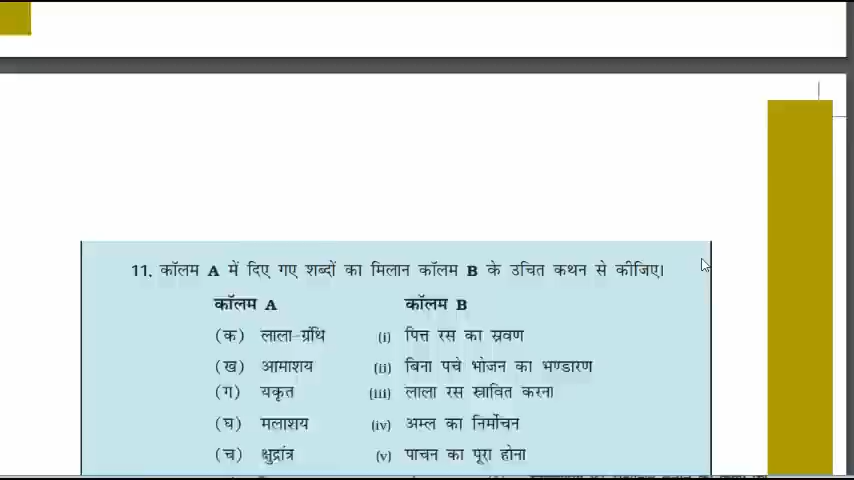 11. कॉलम A में दिए गए शब्दों का मिलान कॉलम B के उचित कथन से कीजिए।
कॉलम A कॉलम B
(क) लाला-ग्रंथि (i) पित्त रस का स्रवण
(ख) आमाशय (ii) बिना पचे भोजन का भण्डारण
(ग) यकृत (iii) लाला रस स्रावित करना
(घ) मलाशय (iv) अम्ल का निर्मोचन
(च) क्षुद्रांत्र (v) पाचन का पूरा होना